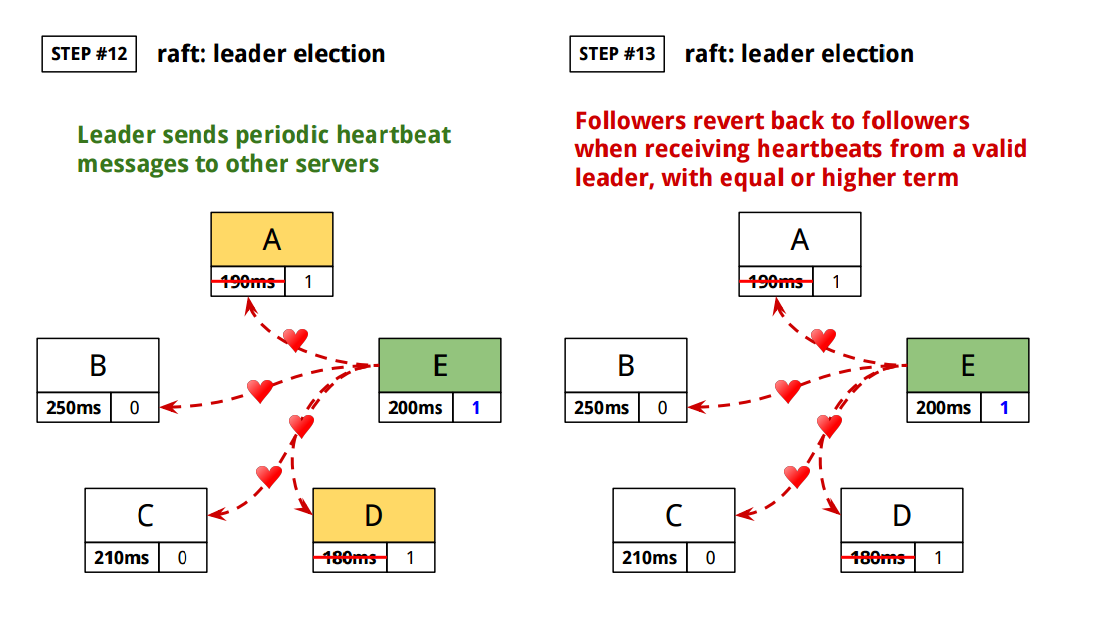 STEP #12 raft: leader election
Leader sends periodic heartbeat
messages to other servers
A
190ms 1
B
250ms 0
E
200ms 1
C
210ms 0
D
180ms 1
STEP #13 raft: leader election
Followers revert back to followers
when receiving heartbeats from a valid
leader, with equal or higher term
A
190ms 1
B
250ms 0
E
200ms 1
C
210ms 0
D
180ms 1